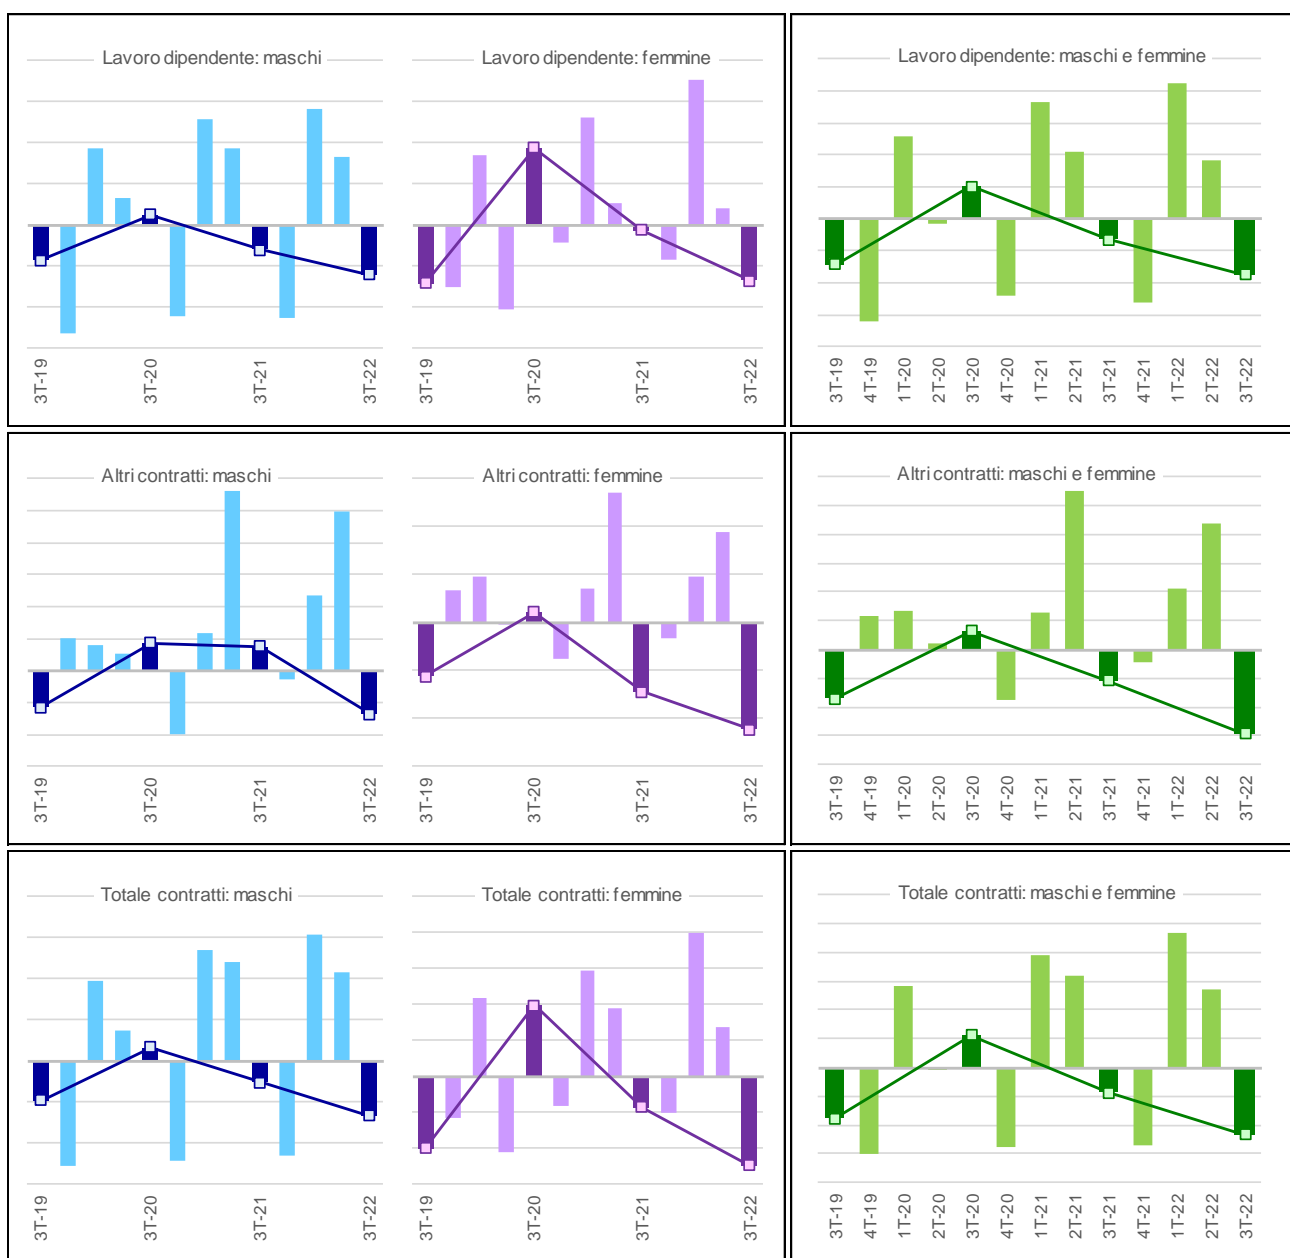 Lavoro dipendente: maschi
Lavoro dipendente: femmine
Lavoro dipendente: maschi e femmine
3T-19
3T-20
3T-21
3T-22
3T-19
3T-20
3T-21
3T-22
3T-19
4T-19
1T-20
2T-20
3T-20
4T-20
1T-21
2T-21
3T-21
4T-21
1T-22
2T-22
3T-22
Altri contratti: maschi
Altri contratti: femmine
Altri contratti: maschi e femmine
3T-19
3T-20
3T-21
3T-22
3T-19
3T-20
3T-21
3T-22
3T-19
4T-19
1T-20
2T-20
3T-20
4T-20
1T-21
2T-21
3T-21
4T-21
1T-22
2T-22
3T-22
Totale contratti: maschi
Totale contratti: femmine
Totale contratti: maschi e femmine
3T-19
3T-20
3T-21
3T-22
3T-19
3T-20
3T-21
3T-22
3T-19
4T-19
1T-20
2T-20
3T-20
4T-20
1T-21
2T-21
3T-21
4T-21
1T-22
2T-22
3T-22